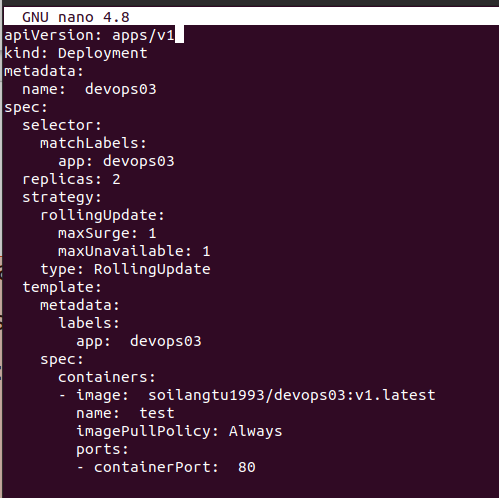 GNU nano 4.8
apiVersion: apps/v1
kind: Deployment
metadata:
  name:  devops03
spec:
  selector:
    matchLabels:
      app: devops03
  replicas: 2
  strategy:
    rollingUpdate:
      maxSurge: 1
      maxUnavailable: 1
    type: RollingUpdate
  template:
    metadata:
      labels:
        app:  devops03
    spec:
      containers:
      - image:  soilangtu1993/devops03:v1.latest
        name:  test
        imagePullPolicy: Always
        ports:
        - containerPort:  80